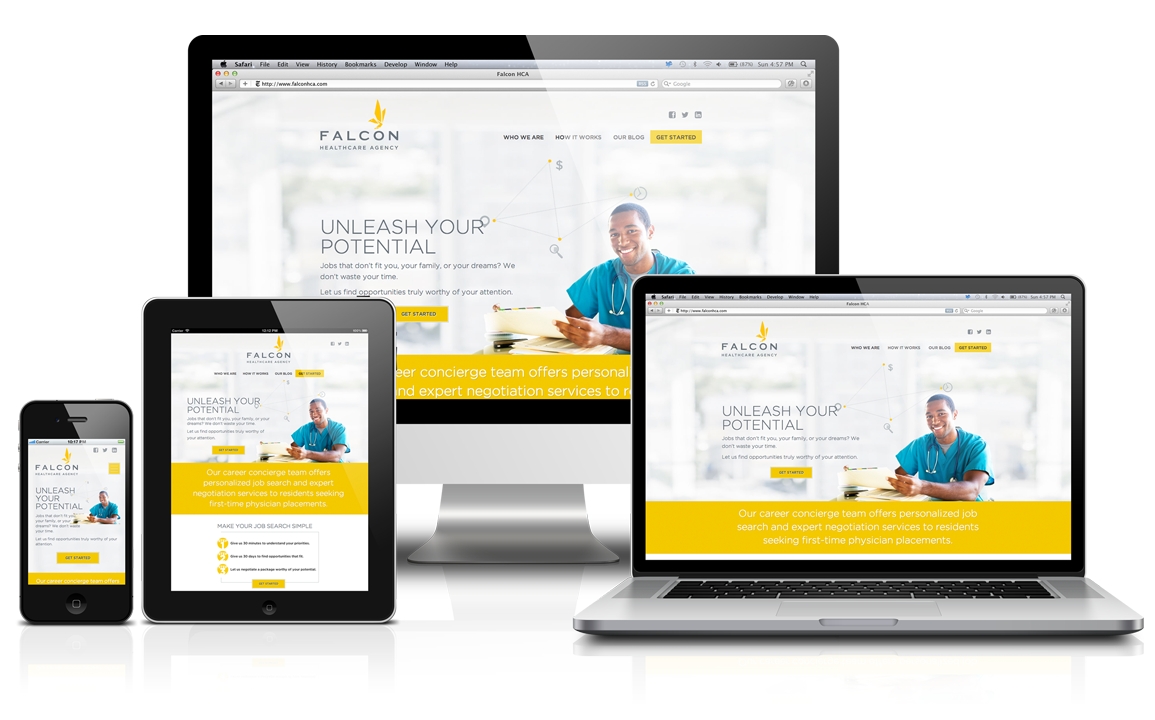 Safari File Edit View History Bookmarks Develop Window Help
(87%) Sun 4:57 PM
Falcon HCA
http://www.falconhca.com
Google
FALCON
HEALTHCARE AGENCY
WHO WE ARE HOW IT WORKS OUR BLOG GET STARTED
$
UNLEASH YOUR
POTENTIAL
Jobs that don't fit you, your family, or your dreams? We
don't waste your time.
Let us find opportunities truly worthy of your attention.
GET STARTED
eer concierge team offers personaliz
and expert negotiation services to re
Carrier 10:17 PM
FALCON
HEALTHCARE AGENCY
UNLEASH
YOUR
POTENTIAL
Jobs that don't fit you,
your family, or your
dreams? We don't waste
your time.
Let us find opportunities truly worthy of your
attention.
GET STARTED
Our career concierge team offers
Carrier 10:12 PM
FALCON
HEALTHCARE AGENCY
WHO WE ARE HOW IT WORKS OUR BLOG GET STARTED
$
UNLEASH YOUR
POTENTIAL
Jobs that don't fit you, your family, or your
dreams? We don't waste your time.
Let us find opportunities truly worthy of
your attention.
GET STARTED
Our career concierge team offers
personalized job search and expert
negotiation services to residents seeking
first-time physician placements.
MAKE YOUR JOB SEARCH SIMPLE
1 Give us 30 minutes to understand your priorities.
2 Give us 30 days to find opportunities that fit.
3 Let us negotiate a package worthy of your potential.
GET STARTED
Safari File Edit View History Bookmarks Develop Window Help
(87%) Sun 4:57 PM
Falcon HCA
http://www.falconhca.com
Google
FALCON
HEALTHCARE AGENCY
WHO WE ARE HOW IT WORKS OUR BLOG GET STARTED
$
UNLEASH YOUR
POTENTIAL
Jobs that don't fit you, your family, or your dreams? We
don't waste your time.
Let us find opportunities truly worthy of your attention.
GET STARTED
Our career concierge team offers personalized job
search and expert negotiation services to residents
seeking first-time physician placements.